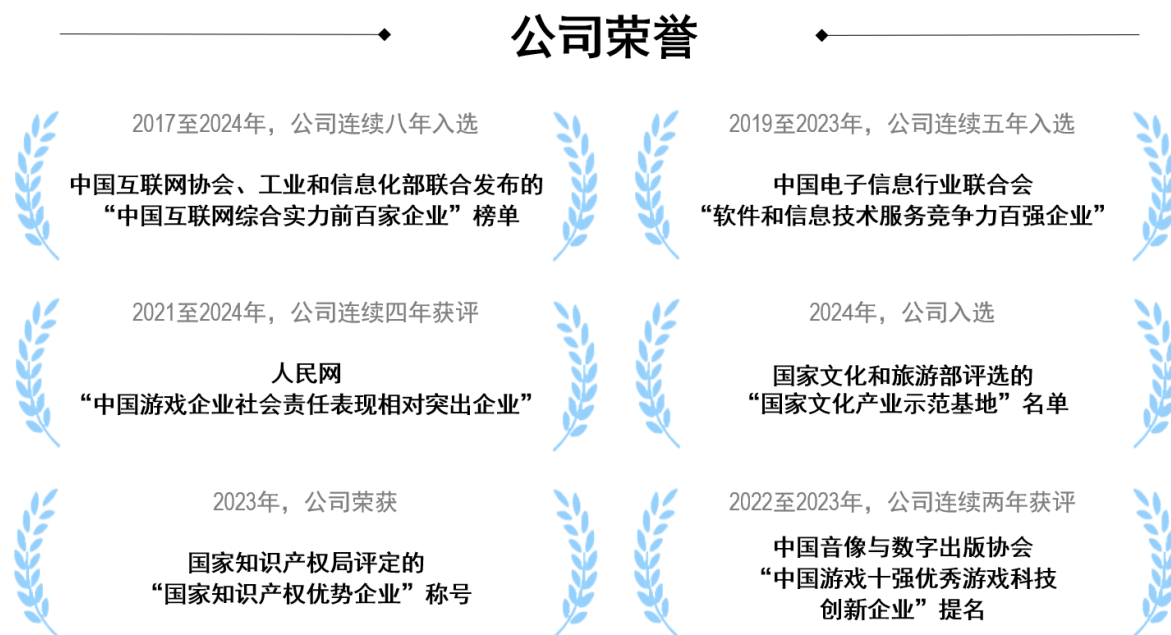 公司荣誉
2017至2024年，公司连续八年入选
中国互联网协会、工业和信息化部联合发布的
“中国互联网综合实力前百家企业”榜单
2019至2023年，公司连续五年入选
中国电子信息行业联合会
“软件和信息技术服务竞争力百强企业”
2021至2024年，公司连续四年获评
人民网
“中国游戏企业社会责任表现相对突出企业”
2024年，公司入选
国家文化和旅游部评选的
“国家文化产业示范基地”名单
2023年，公司荣获
国家知识产权局评定的
“国家知识产权优势企业”称号
2022至2023年，公司连续两年获评
中国音像与数字出版协会
“中国游戏十强优秀游戏科技
创新企业”提名